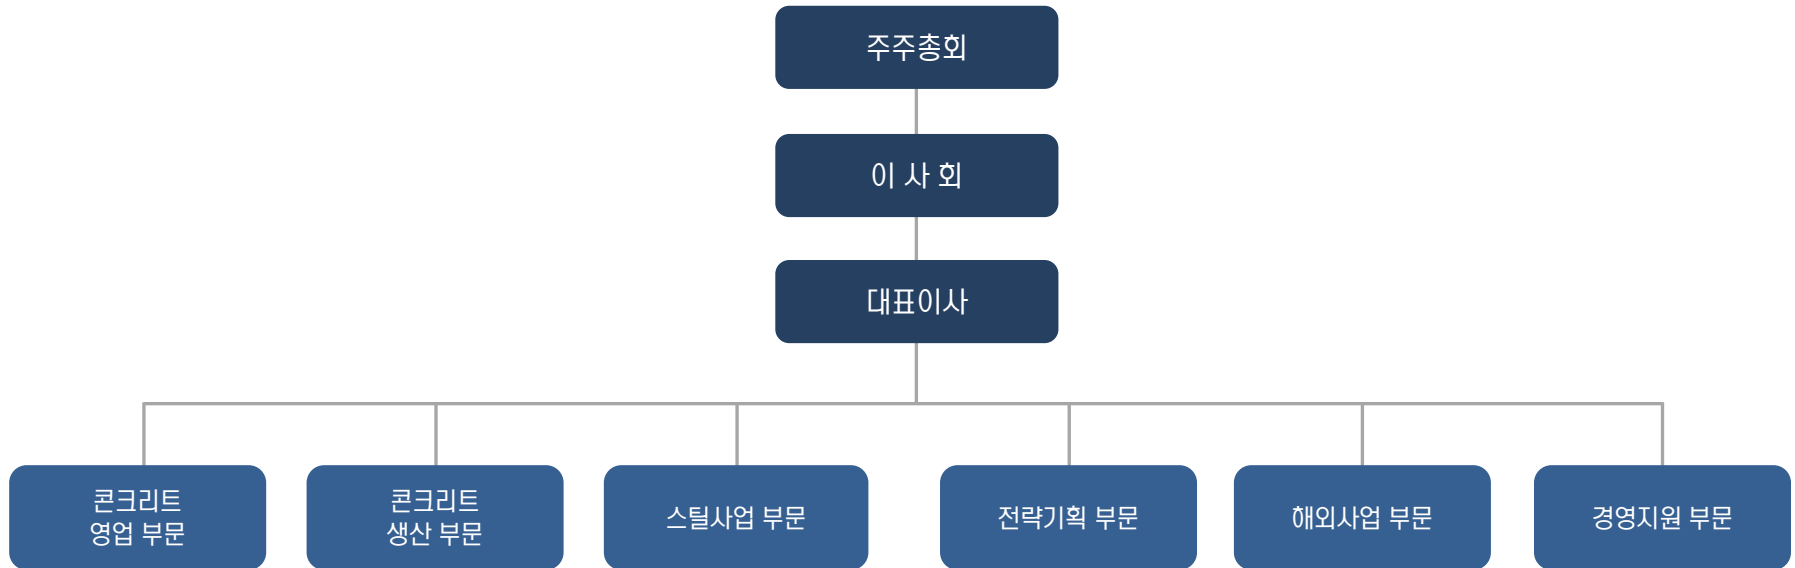 주주총회
이 사 회
대표이사
콘크리트
영업 부문
콘크리트
생산 부문
스틸사업 부문
전략기획 부문
해외사업 부문
경영지원 부문